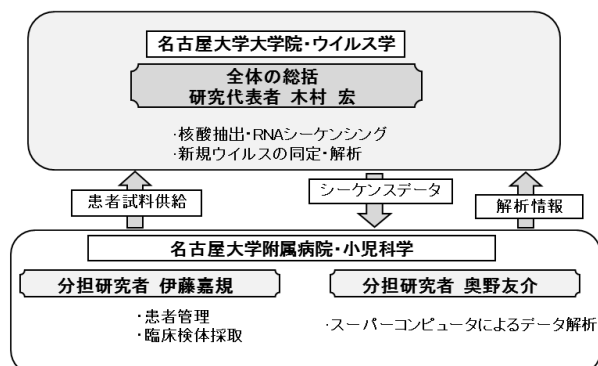 名古屋大学大学院・ウイルス学
全体の総括
研究代表者 木村 宏
・核酸抽出・RNAシーケンシング
・新規ウイルスの同定・解析
患者試料供給
シーケンスデータ
解析情報
名古屋大学附属病院・小児科学
分担研究者 伊藤嘉規
分担研究者 奥野友介
・患者管理
・臨床検体採取
・スーパーコンピュータによるデータ解析